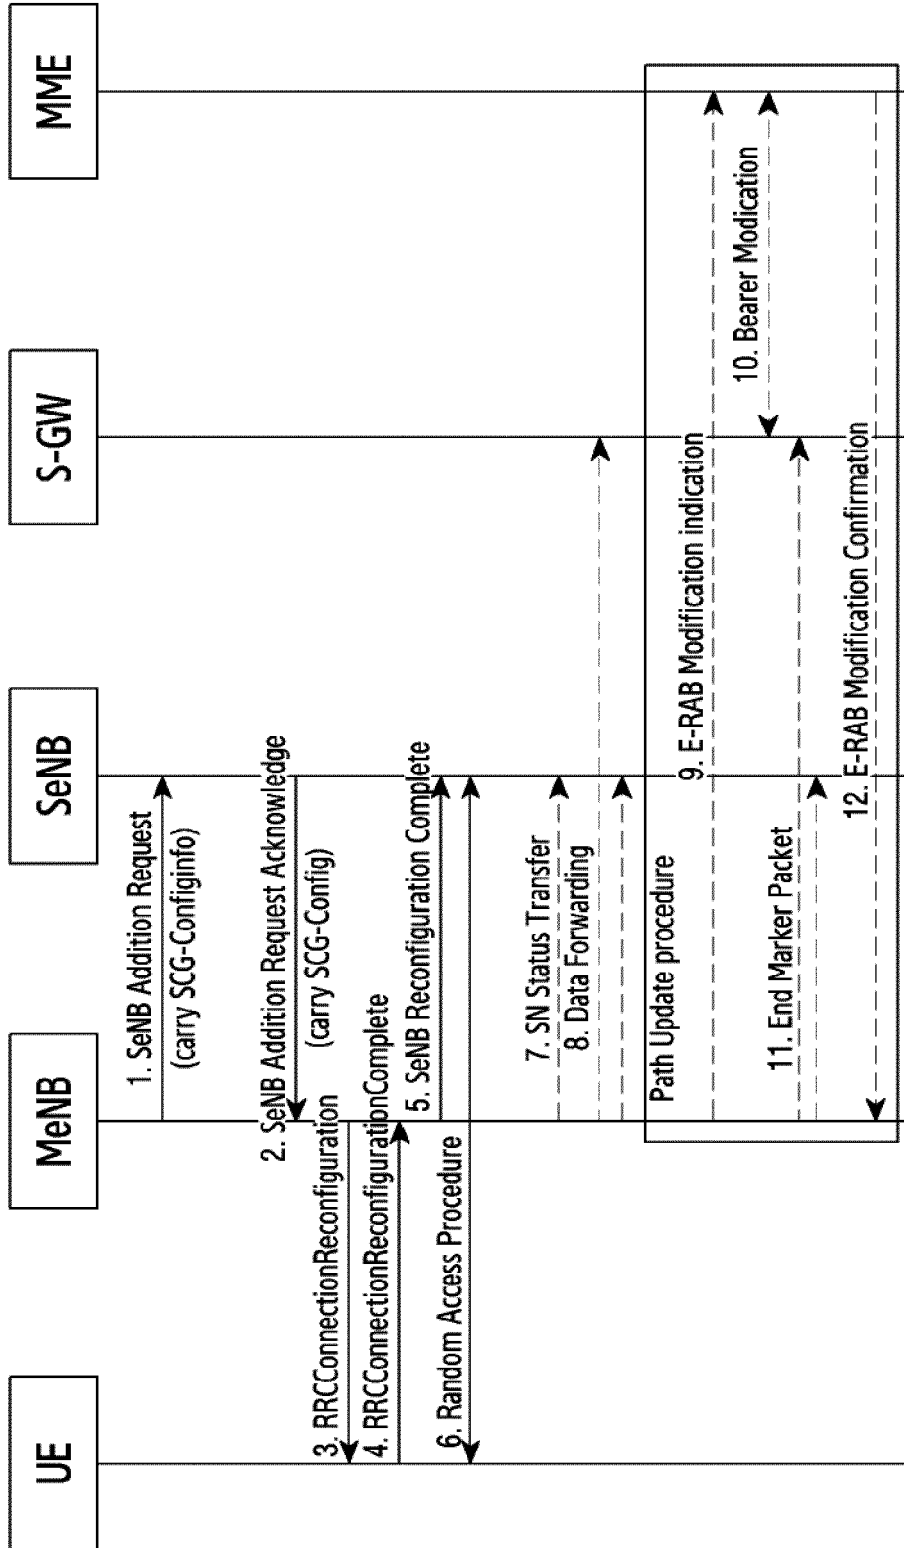 UE
MeNB
SeNB
S-GW
MME
1. SeNB Addition Request
(carry SCG-Configinfo)
2. SeNB Addition Request Acknowledge
(carry SCG-Config)
3. RRCConnectionReconfiguration
4. RRCConnectionReconfigurationComplete
5. SeNB Reconfiguration Complete
6. Random Access Procedure
7. SN Status Transfer
8. Data Forwarding
Path Update procedure
9. E-RAB Modification indication
10. Bearer Modication
11. End Marker Packet
12. E-RAB Modification Confirmation